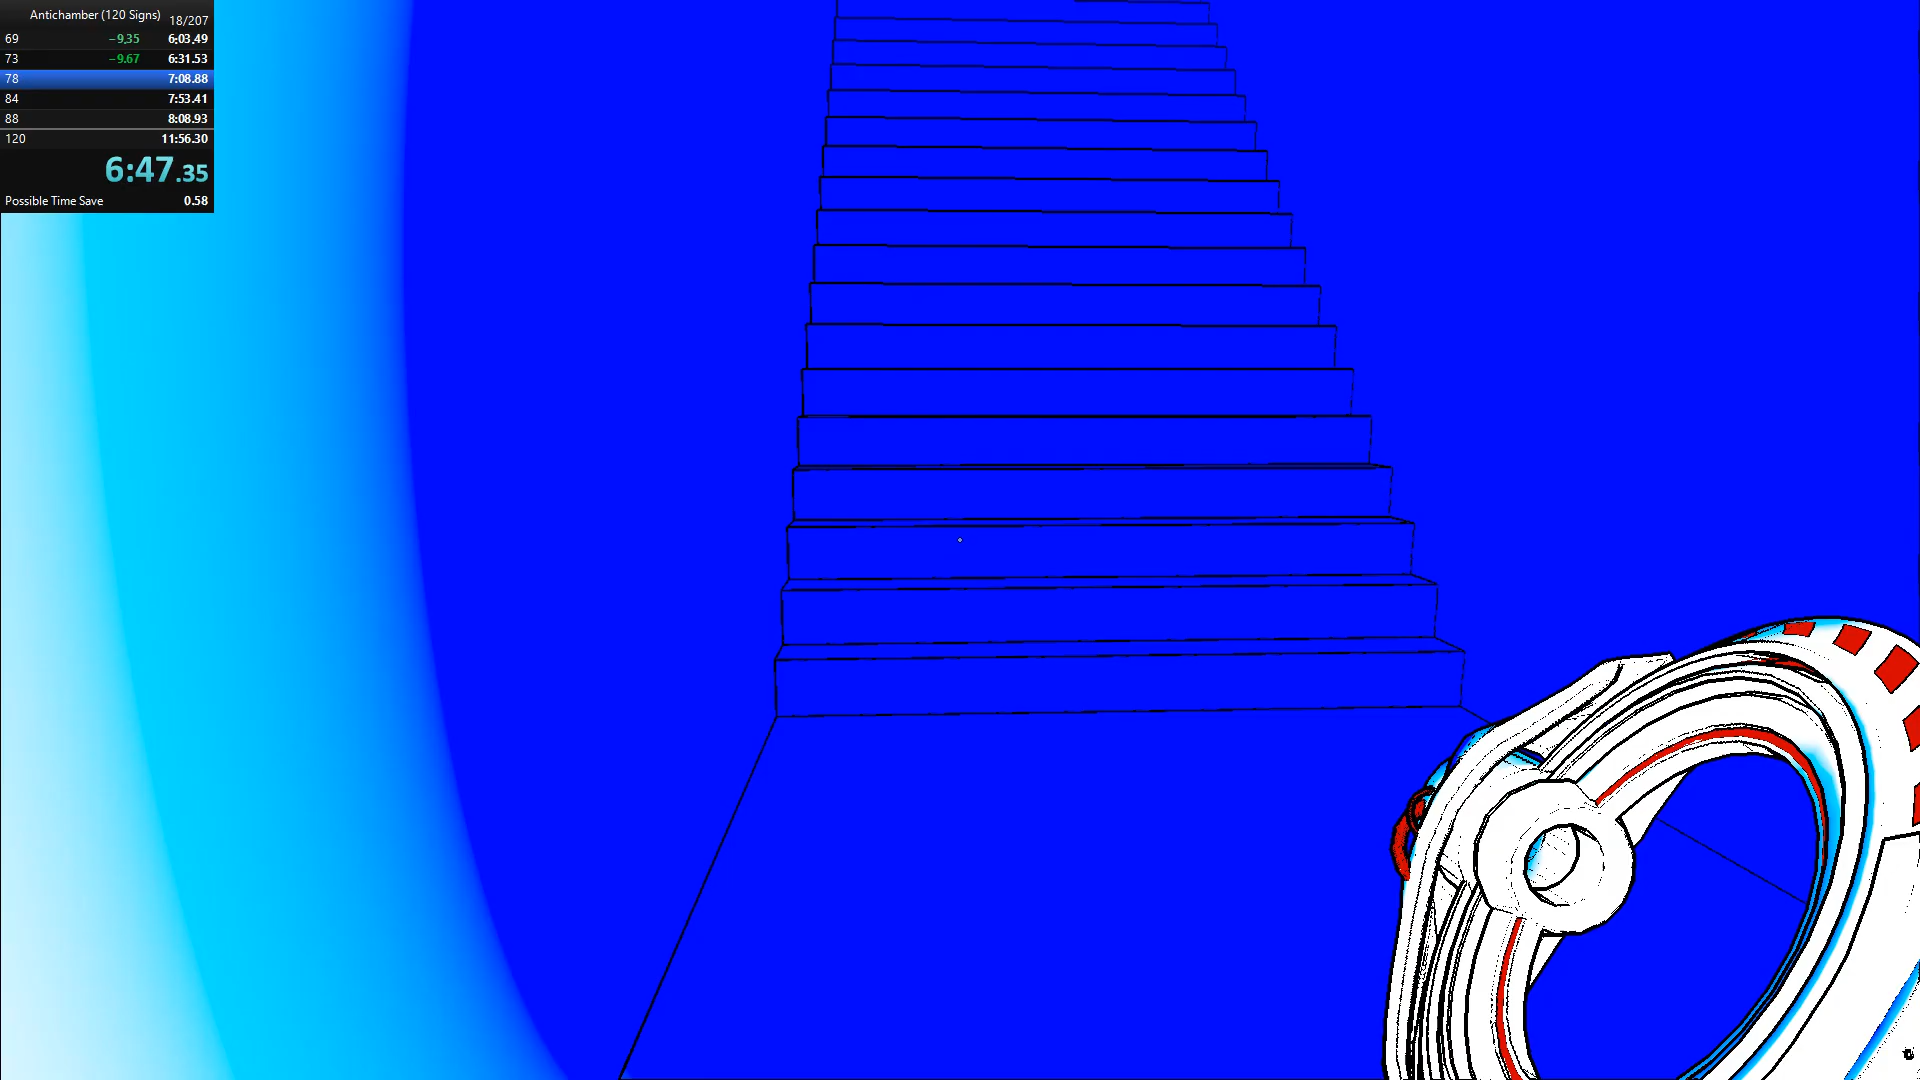 Antichamber (120 Signs) 18/207
69 −9.35 6:03.49
73 −9.67 6:31.53
78 7:08.88
84 7:53.41
88 8:08.93
120 11:56.30
6:47.35
Possible Time Save 0.58